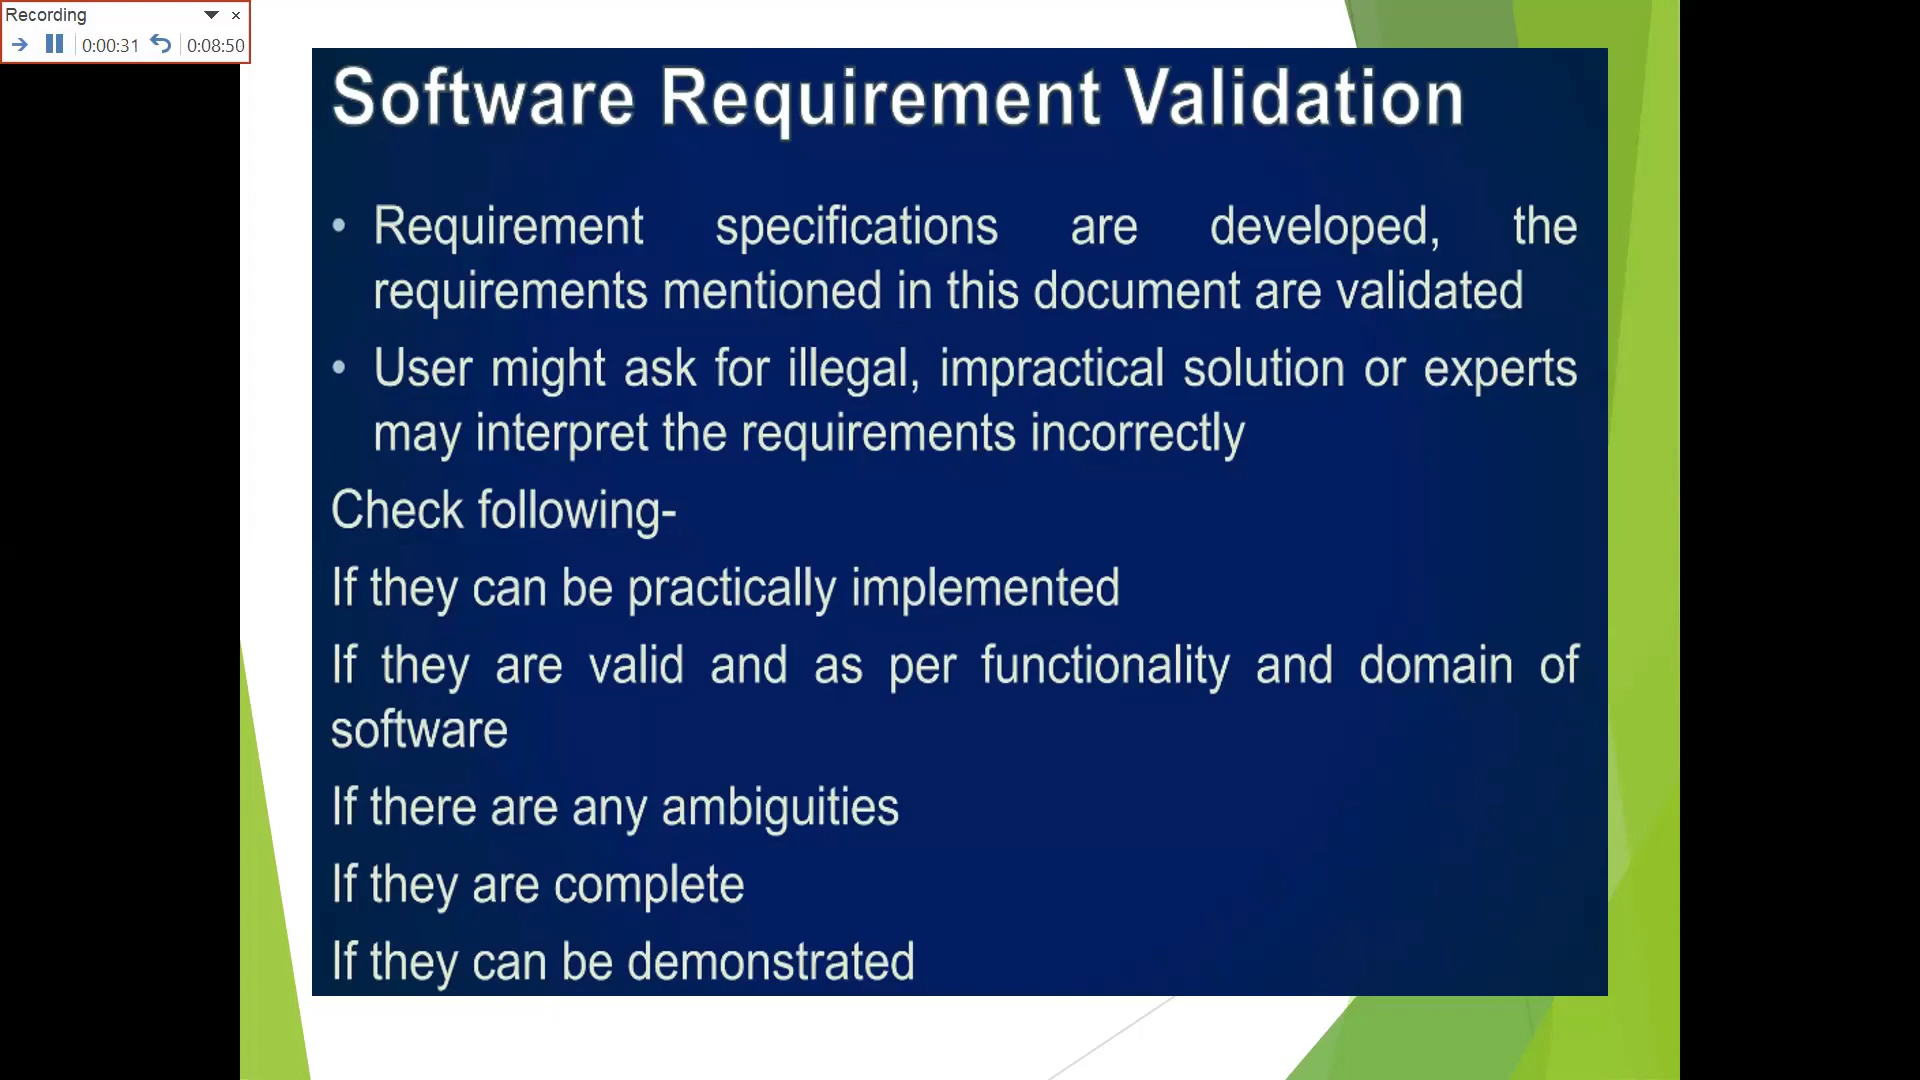 Recording
0:00:31 0:08:50
Software Requirement Validation
• Requirement specifications are developed, the
requirements mentioned in this document are validated
• User might ask for illegal, impractical solution or experts
may interpret the requirements incorrectly
Check following-
If they can be practically implemented
If they are valid and as per functionality and domain of
software
If there are any ambiguities
If they are complete
If they can be demonstrated